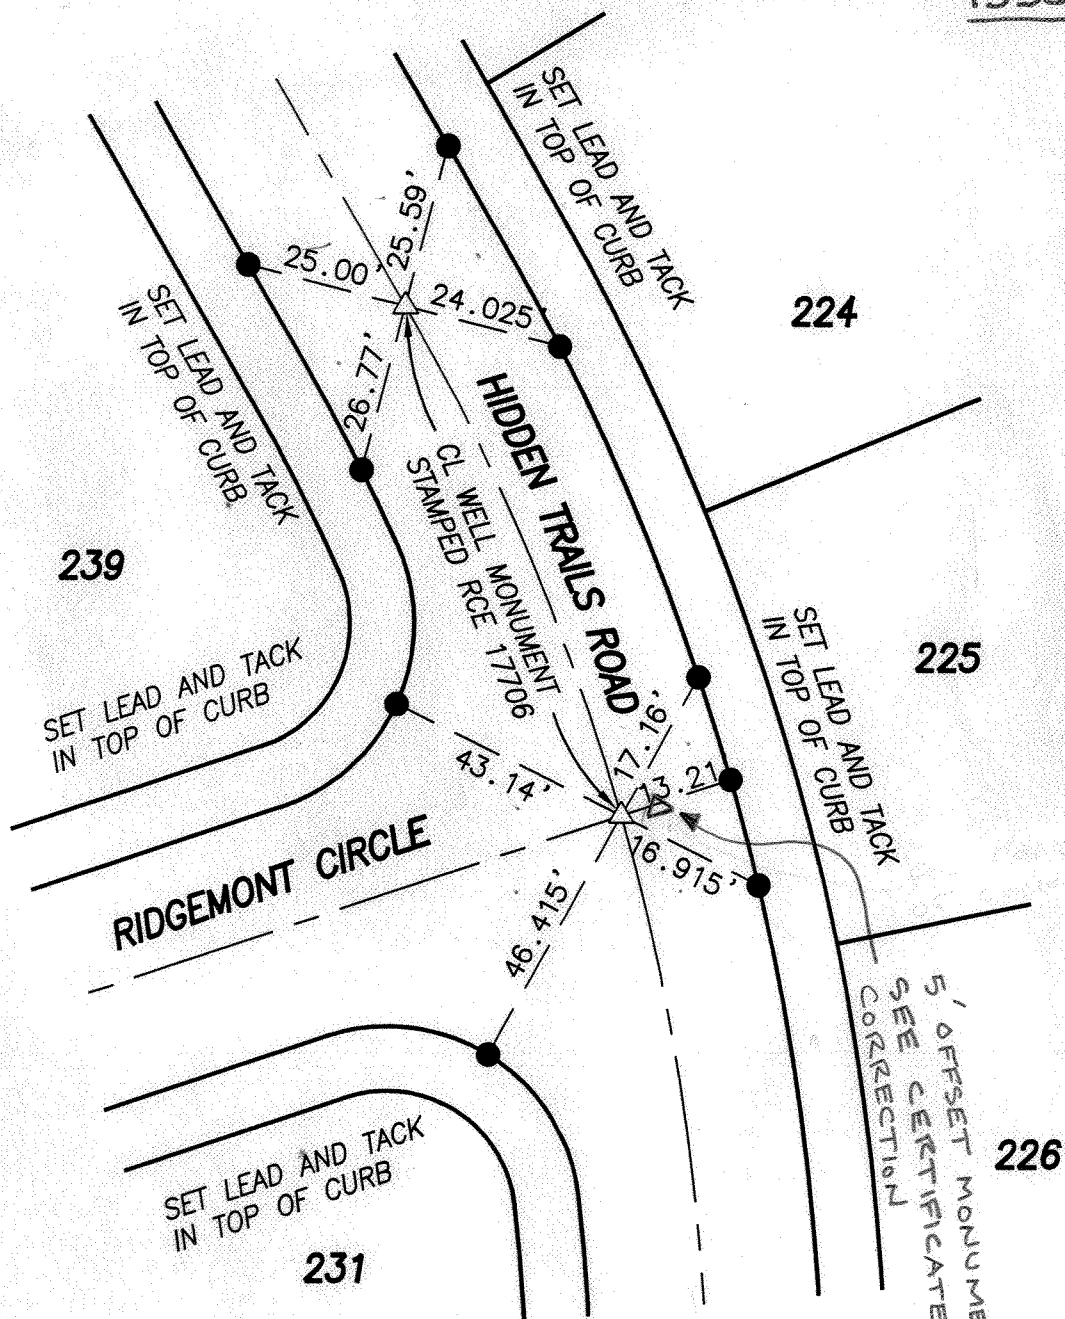 SET LEAD AND TACK
IN TOP OF CURB
25.59'
25.00'
24.025'
224
SET LEAD AND TACK
IN TOP OF CURB
26.77'
HIDDEN TRAILS ROAD
CL WELL MONUMENT
STAMPED RCE 17706
239
225
SET LEAD AND TACK
IN TOP OF CURB
SET LEAD AND TACK
IN TOP OF CURB
17.16'
13.21
43.14'
16.915'
RIDGEMONT CIRCLE
46.415'
5' OFFSET MONUME
SEE CERTIFICATE
CORRECTION
226
SET LEAD AND TACK
IN TOP OF CURB
231